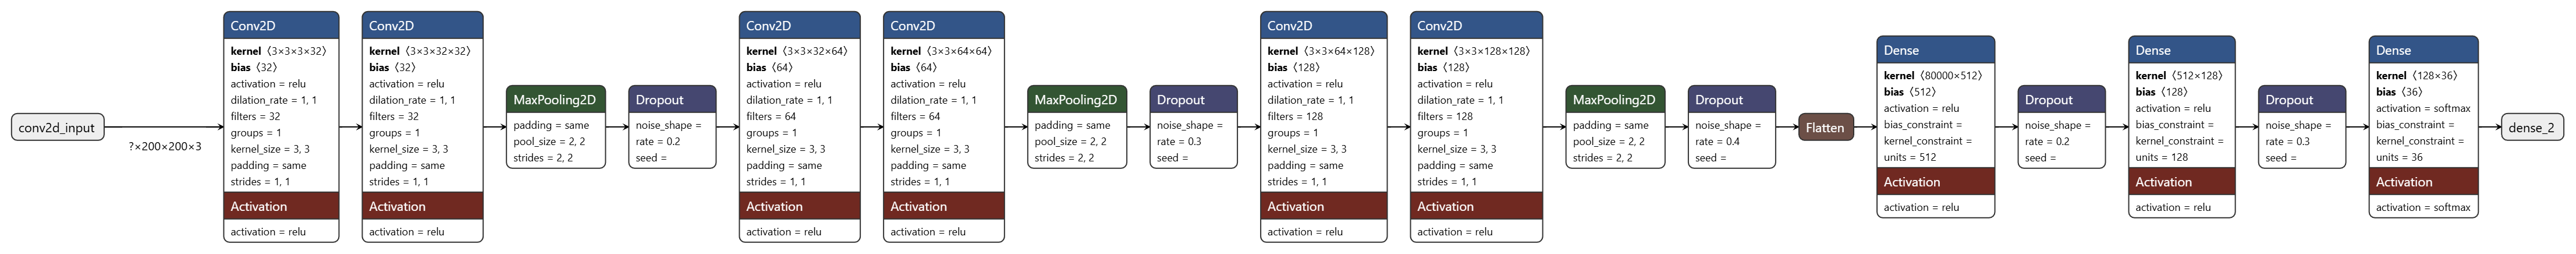 conv2d_input
?×200×200×3
Conv2D
kernel 〈3×3×3×32〉
bias 〈32〉
activation = relu
dilation_rate = 1, 1
filters = 32
groups = 1
kernel_size = 3, 3
padding = same
strides = 1, 1
Activation
activation = relu
Conv2D
kernel 〈3×3×32×32〉
bias 〈32〉
activation = relu
dilation_rate = 1, 1
filters = 32
groups = 1
kernel_size = 3, 3
padding = same
strides = 1, 1
Activation
activation = relu
MaxPooling2D
padding = same
pool_size = 2, 2
strides = 2, 2
Dropout
noise_shape =
rate = 0.2
seed =
Conv2D
kernel 〈3×3×32×64〉
bias 〈64〉
activation = relu
dilation_rate = 1, 1
filters = 64
groups = 1
kernel_size = 3, 3
padding = same
strides = 1, 1
Activation
activation = relu
Conv2D
kernel 〈3×3×64×64〉
bias 〈64〉
activation = relu
dilation_rate = 1, 1
filters = 64
groups = 1
kernel_size = 3, 3
padding = same
strides = 1, 1
Activation
activation = relu
MaxPooling2D
padding = same
pool_size = 2, 2
strides = 2, 2
Dropout
noise_shape =
rate = 0.3
seed =
Conv2D
kernel 〈3×3×64×128〉
bias 〈128〉
activation = relu
dilation_rate = 1, 1
filters = 128
groups = 1
kernel_size = 3, 3
padding = same
strides = 1, 1
Activation
activation = relu
Conv2D
kernel 〈3×3×128×128〉
bias 〈128〉
activation = relu
dilation_rate = 1, 1
filters = 128
groups = 1
kernel_size = 3, 3
padding = same
strides = 1, 1
Activation
activation = relu
MaxPooling2D
padding = same
pool_size = 2, 2
strides = 2, 2
Dropout
noise_shape =
rate = 0.4
seed =
Flatten
Dense
kernel 〈80000×512〉
bias 〈512〉
activation = relu
bias_constraint =
kernel_constraint =
units = 512
Activation
activation = relu
Dropout
noise_shape =
rate = 0.2
seed =
Dense
kernel 〈512×128〉
bias 〈128〉
activation = relu
bias_constraint =
kernel_constraint =
units = 128
Activation
activation = relu
Dropout
noise_shape =
rate = 0.3
seed =
Dense
kernel 〈128×36〉
bias 〈36〉
activation = softmax
bias_constraint =
kernel_constraint =
units = 36
Activation
activation = softmax
dense_2